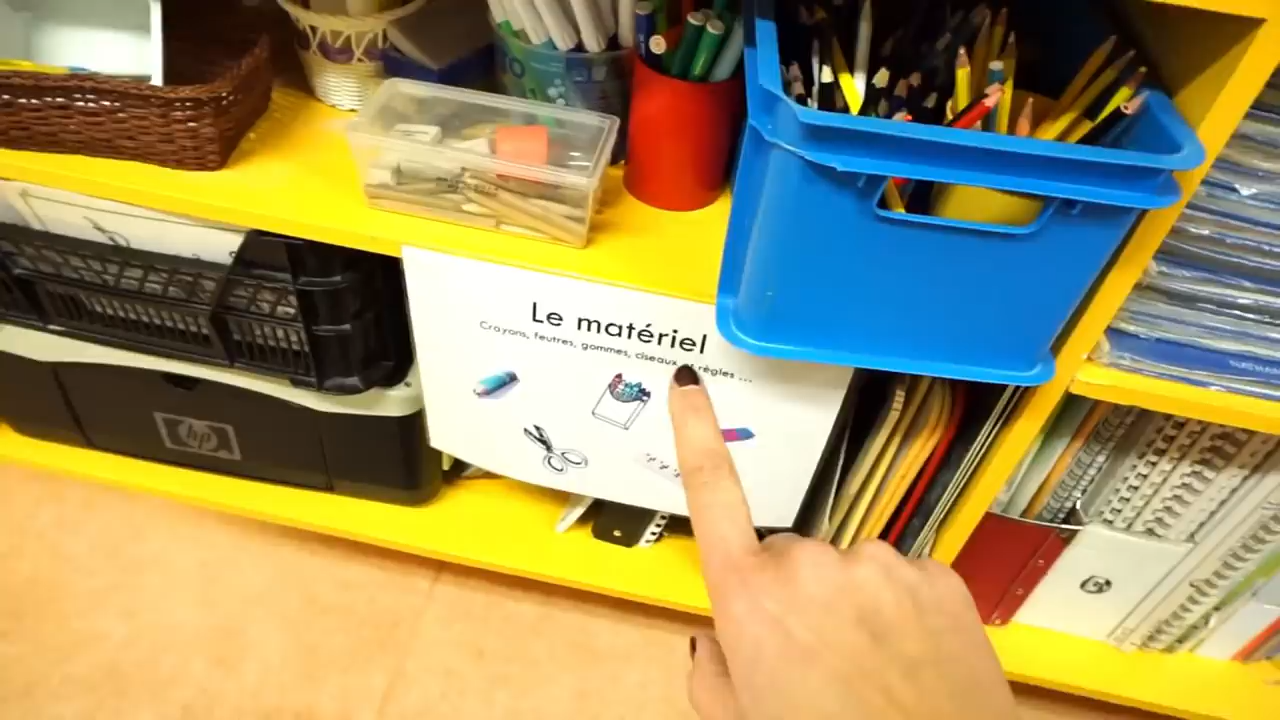 Le matériel
Crayons, feutres, gommes, ciseaux et règles ...
hp